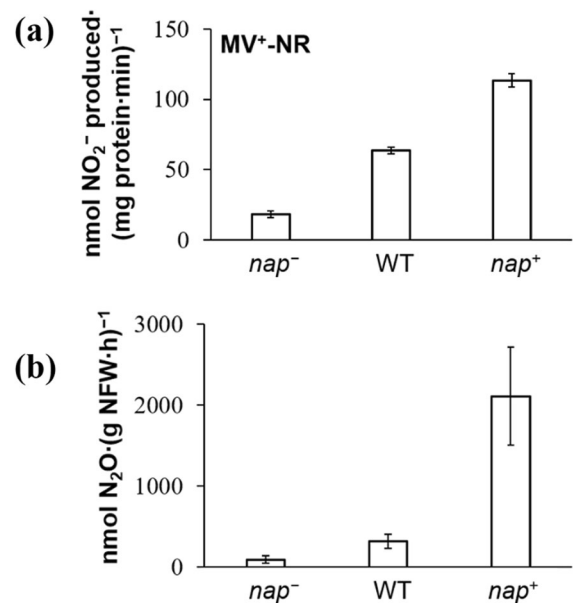 (a)
nmol NO₂⁻ produced·
(mg protein·min)⁻¹
MV⁺-NR
150
100
50
0
nap⁻ WT nap⁺
(b)
nmol N₂O·(g NFW·h)⁻¹
3000
2000
1000
0
nap⁻ WT nap⁺